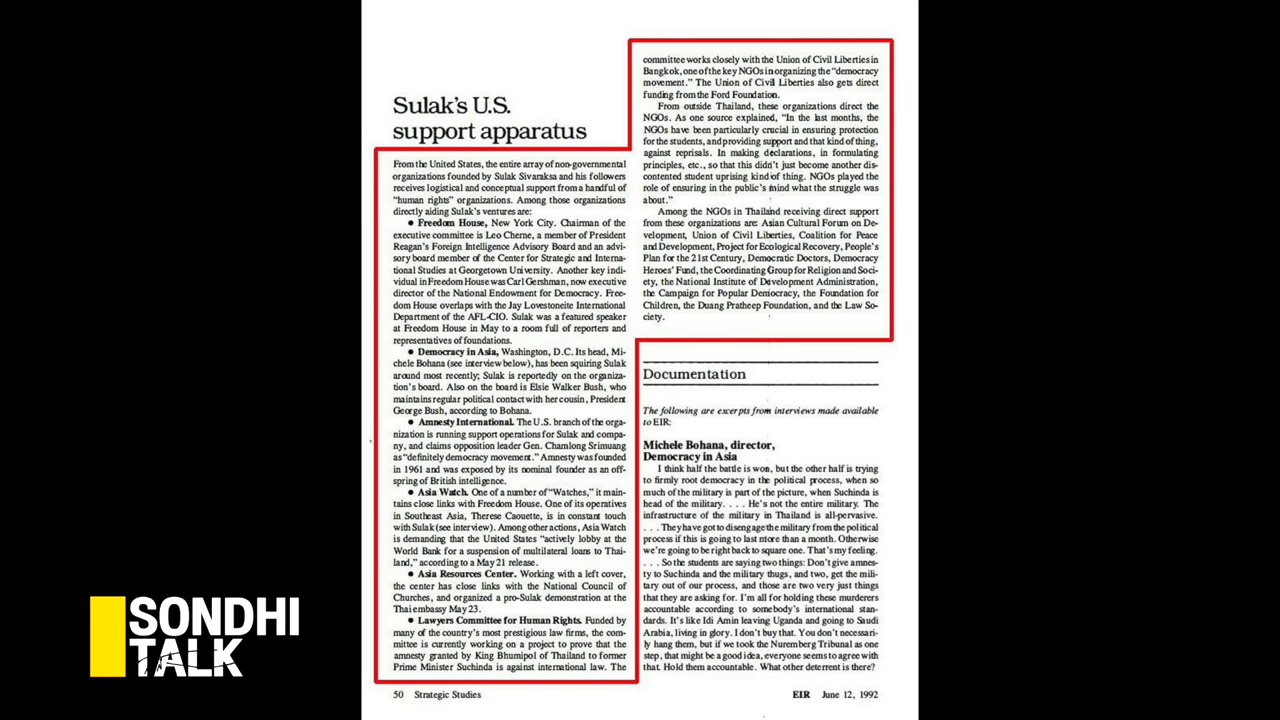 Sulak's U.S.
support apparatus
From the United States, the entire array of non-governmental
organizations founded by Sulak Sivaraksa and his followers
receives logistical and conceptual support from a handful of
"human rights" organizations. Among those organizations
directly aiding Sulak's ventures are:
● Freedom House, New York City. Chairman of the
executive committee is Leo Cherne, a member of President
Reagan's Foreign Intelligence Advisory Board and an advi-
sory board member of the Center for Strategic and Interna-
tional Studies at Georgetown University. Another key indi-
vidual in Freedom House was Carl Gershman, now executive
director of the National Endowment for Democracy. Free-
dom House overlaps with the Jay Lovestoneite International
Department of the AFL-CIO. Sulak was a featured speaker
at Freedom House in May to a room full of reporters and
representatives of foundations.
● Democracy in Asia, Washington, D.C. Its head, Mi-
chele Bohana (see interview below), has been squiring Sulak
around most recently; Sulak is reportedly on the organiza-
tion's board. Also on the board is Elsie Walker Bush, who
maintains regular political contact with her cousin, President
George Bush, according to Bohana.
● Amnesty International. The U.S. branch of the orga-
nization is running support operations for Sulak and compa-
ny, and claims opposition leader Gen. Chamlong Srimuang
as "definitely democracy movement." Amnesty was founded
in 1961 and was exposed by its nominal founder as an off-
spring of British intelligence.
● Asia Watch. One of a number of "Watches," it main-
tains close links with Freedom House. One of its operatives
in Southeast Asia, Therese Caouette, is in constant touch
with Sulak (see interview). Among other actions, Asia Watch
is demanding that the United States "actively lobby at the
World Bank for a suspension of multilateral loans to Thai-
land," according to a May 21 release.
● Asia Resources Center. Working with a left cover,
the center has close links with the National Council of
Churches, and organized a pro-Sulak demonstration at the
Thai embassy May 23.
● Lawyers Committee for Human Rights. Funded by
many of the country's most prestigious law firms, the com-
mittee is currently working on a project to prove that the
amnesty granted by King Bhumipol of Thailand to former
Prime Minister Suchinda is against international law. The
committee works closely with the Union of Civil Liberties in
Bangkok, one of the key NGOs in organizing the "democracy
movement." The Union of Civil Liberties also gets direct
funding from the Ford Foundation.
From outside Thailand, these organizations direct the
NGOs. As one source explained, "In the last months, the
NGOs have been particularly crucial in ensuring protection
for the students, and providing support and that kind of thing,
against reprisals. In making declarations, in formulating
principles, etc., so that this didn't just become another dis-
contented student uprising kind of thing. NGOs played the
role of ensuring in the public's mind what the struggle was
about."
Among the NGOs in Thailand receiving direct support
from these organizations are: Asian Cultural Forum on De-
velopment, Union of Civil Liberties, Coalition for Peace
and Development, Project for Ecological Recovery, People's
Plan for the 21st Century, Democratic Doctors, Democracy
Heroes' Fund, the Coordinating Group for Religion and Soci-
ety, the National Institute of Development Administration,
the Campaign for Popular Democracy, the Foundation for
Children, the Duang Prateep Foundation, and the Law So-
ciety.
Documentation
The following are excerpts from interviews made available
to EIR:
Michele Bohana, director,
Democracy in Asia
I think half the battle is won, but the other half is trying
to firmly root democracy in the political process, when so
much of the military is part of the picture, when Suchinda is
head of the military. . . . He's not the entire military. The
infrastructure of the military in Thailand is all-pervasive.
. . . They have got to disengage the military from the political
process if this is going to last more than a month. Otherwise
we're going to be right back to square one. That's my feeling.
. . . So the students are saying two things: Don't give amnes-
ty to Suchinda and the military thugs, and two, get the mili-
tary out of our process, and those are two very just things
that they are asking for. I'm all for holding these murderers
accountable according to somebody's international stan-
dards. It's like Idi Amin leaving Uganda and going to Saudi
Arabia, living in glory. I don't buy that. You don't necessari-
ly hang them, but if we took the Nuremberg Tribunal as one
step, that might be a good idea, everyone seems to agree with
that. Hold them accountable. What other deterrent is there?
50 Strategic Studies
EIR June 12, 1992
SONDHI
TALK